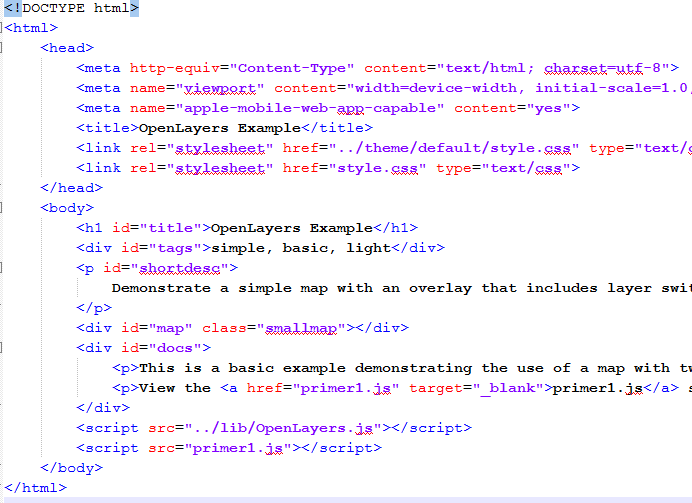 <!DOCTYPE html>
<html>
<head>
<meta http-equiv="Content-Type" content="text/html; charset=utf-8">
<meta name="viewport" content="width=device-width, initial-scale=1.0,
<meta name="apple-mobile-web-app-capable" content="yes">
<title>OpenLayers Example</title>
<link rel="stylesheet" href="../theme/default/style.css" type="text/
<link rel="stylesheet" href="style.css" type="text/css">
</head>
<body>
<h1 id="title">OpenLayers Example</h1>
<div id="tags">simple, basic, light</div>
<p id="shortdesc">
Demonstrate a simple map with an overlay that includes layer swit
</p>
<div id="map" class="smallmap"></div>
<div id="docs">
<p>This is a basic example demonstrating the use of a map with tw
<p>View the <a href="primer1.js" target="_blank">primer1.js</a> s
</div>
<script src="../lib/OpenLayers.js"></script>
<script src="primer1.js"></script>
</body>
</html>